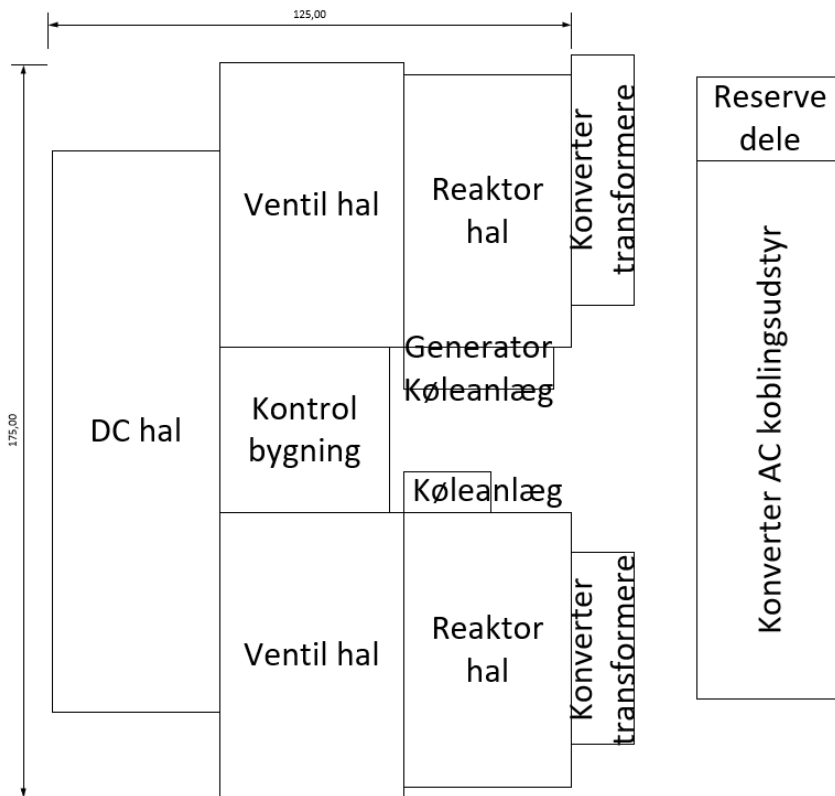 125,00
175,00
Ventil hal
Reaktor
hal
Konverter
transformere
Reserve
dele
DC hal
Kontrol
bygning
Generator
Køleanlæg
Køleanlæg
Konverter AC koblingsudstyr
Ventil hal
Reaktor
hal
Konverter
transformere